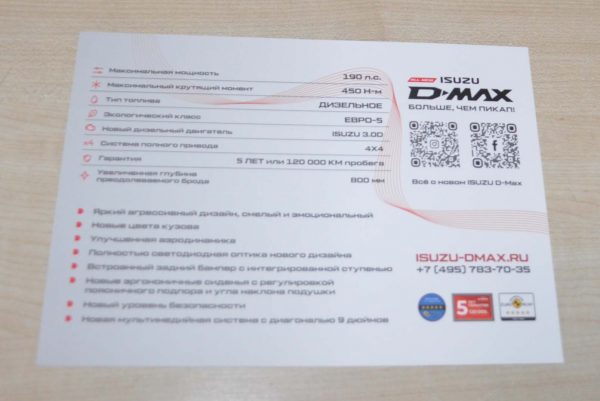 Максимальная мощность 190 л.с.
Максимальный крутящий момент 450 Н·м
Тип топлива ДИЗЕЛЬНОЕ
Экологический класс ЕВРО-5
Новый дизельный двигатель ISUZU 3.0D
x4 Система полного привода 4X4
Гарантия 5 ЛЕТ или 120 000 КМ пробега
Увеличенная глубина
преодолеваемого брода 800 мм
Яркий агрессивный дизайн, смелый и эмоциональный
Новые цвета кузова
Улучшенная аэродинамика
Полностью светодиодная оптика нового дизайна
Встроенный задний бампер с интегрированной ступенью
Новые эргономичные сиденья с регулировкой
поясничного подпора и угла наклона подушки
Новый уровень безопасности
Новая мультимедийная система с диагональю 9 дюймов
ALL-NEW ISUZU
D-MAX
БОЛЬШЕ, ЧЕМ ПИКАП!
Всё о новом ISUZU D-Max
ISUZU-DMAX.RU
+7 (495) 783-70-35
5